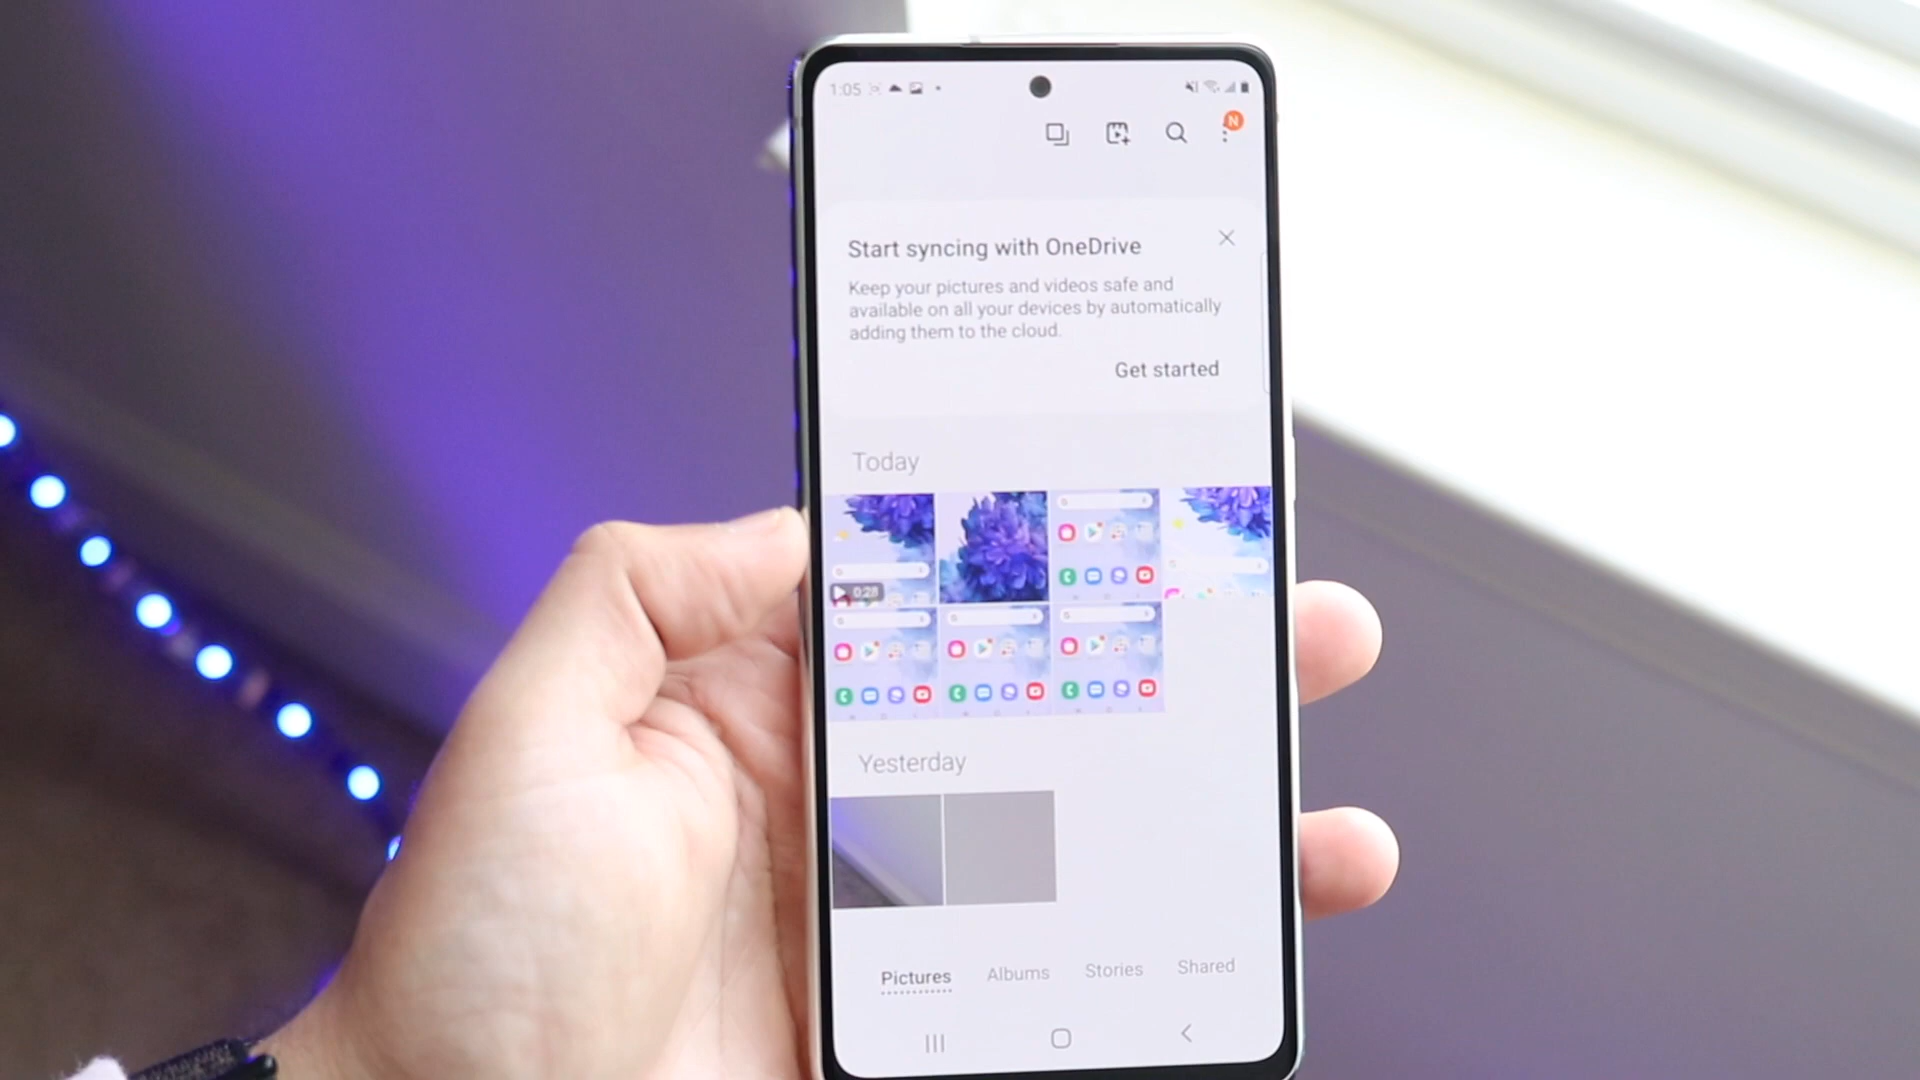 1:05
N
Start syncing with OneDrive
Keep your pictures and videos safe and
available on all your devices by automatically
adding them to the cloud.
Get started
Today
0:28
Yesterday
Pictures Albums Stories Shared